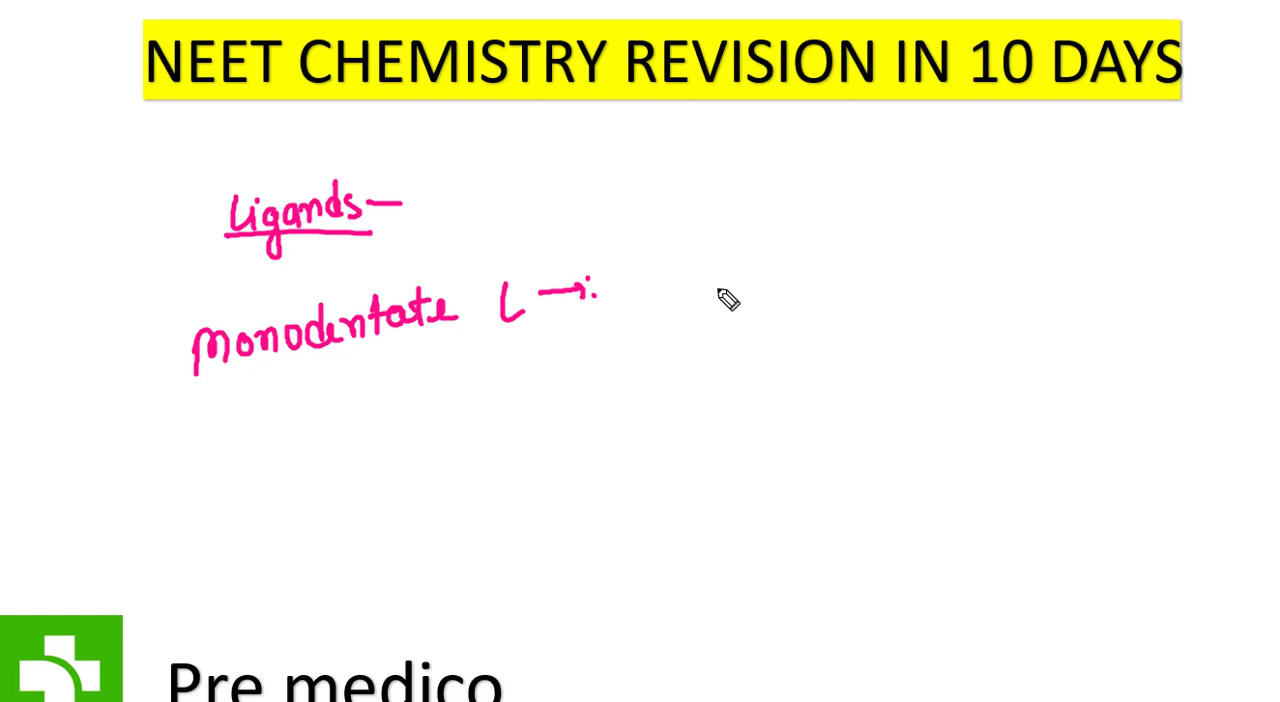 NEET CHEMISTRY REVISION IN 10 DAYS
Ligands—
Monodentate L →:
Pre medico